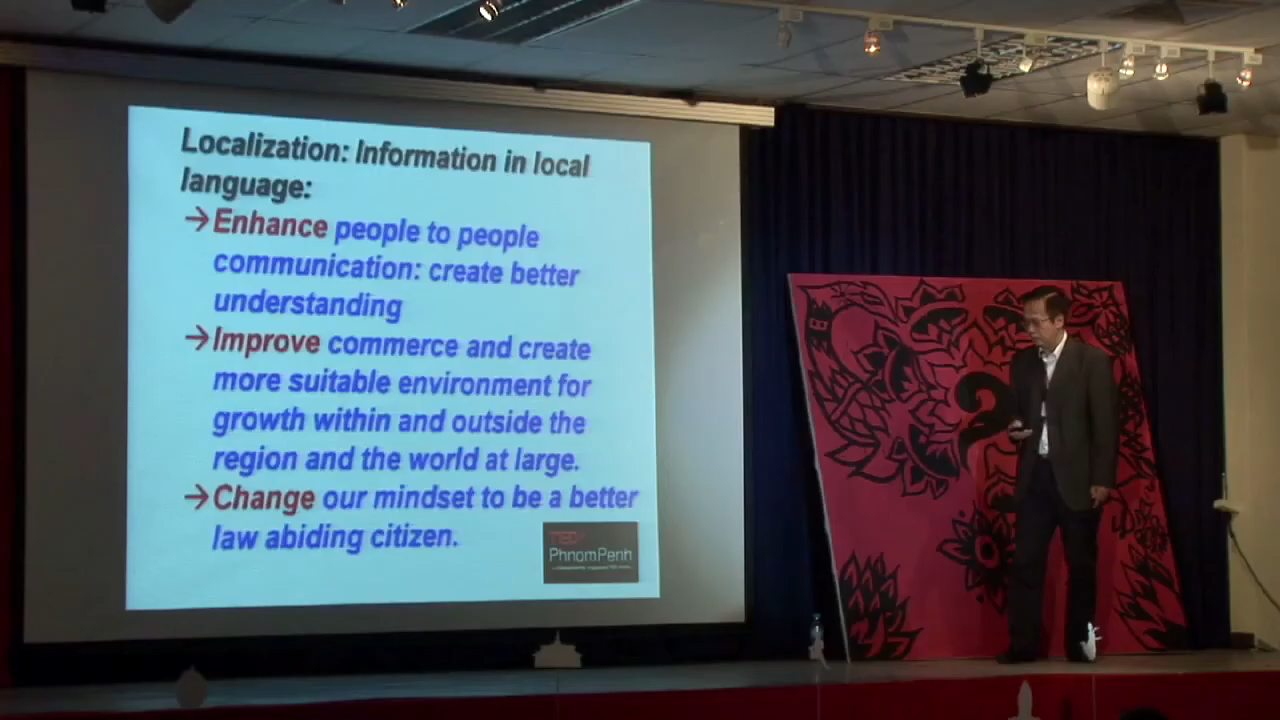 Localization: Information in local
language:
→Enhance people to people
communication: create better
understanding
→Improve commerce and create
more suitable environment for
growth within and outside the
region and the world at large.
→Change our mindset to be a better
law abiding citizen.
TEDx
PhnomPenh